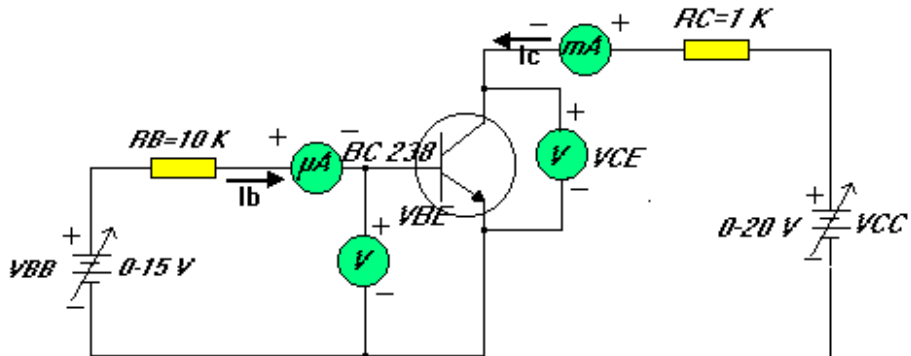 RC=1 K
− +
mA
Ic
RB=10 K
+ −
μA
BC 238
Ib
+
V VCE
−
VBE
+
V
−
+
VBB 0-15 V
−
+
0-20 V VCC
−